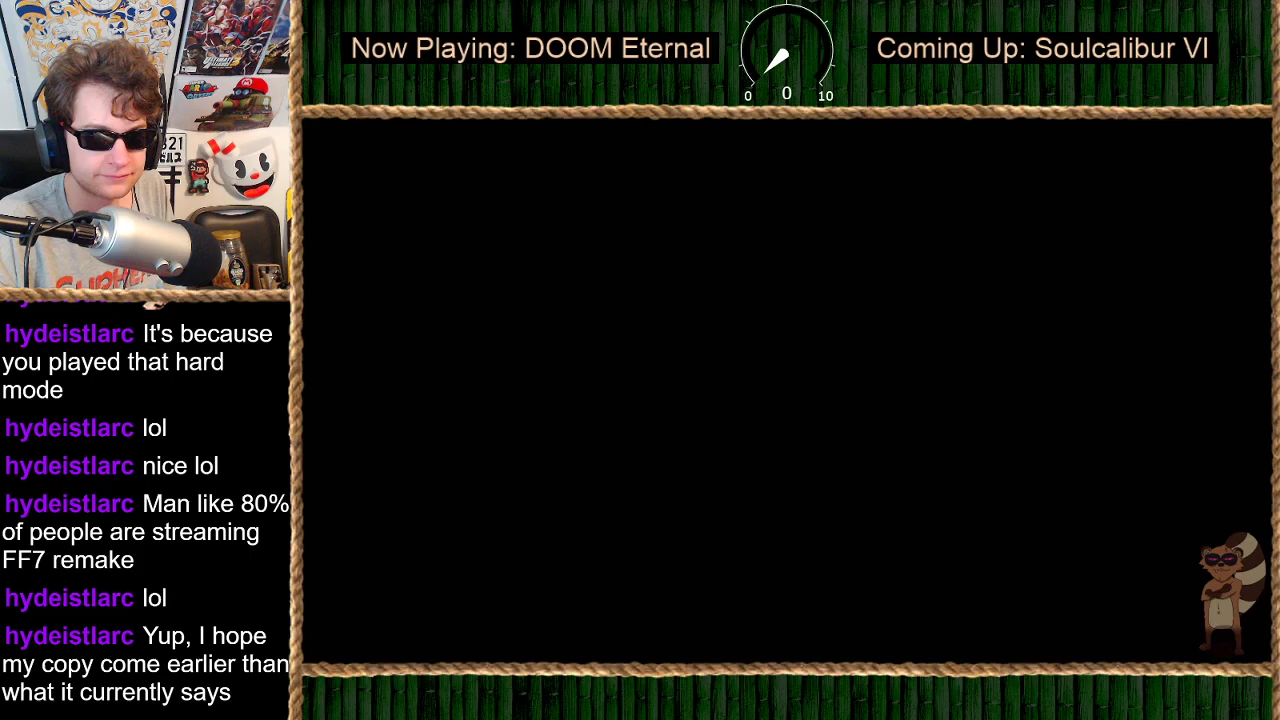 Now Playing: DOOM Eternal
0 0 10
Coming Up: Soulcalibur VI
321
hydeistlarc It's because
you played that hard
mode
hydeistlarc lol
hydeistlarc nice lol
hydeistlarc Man like 80%
of people are streaming
FF7 remake
hydeistlarc lol
hydeistlarc Yup, I hope
my copy come earlier than
what it currently says